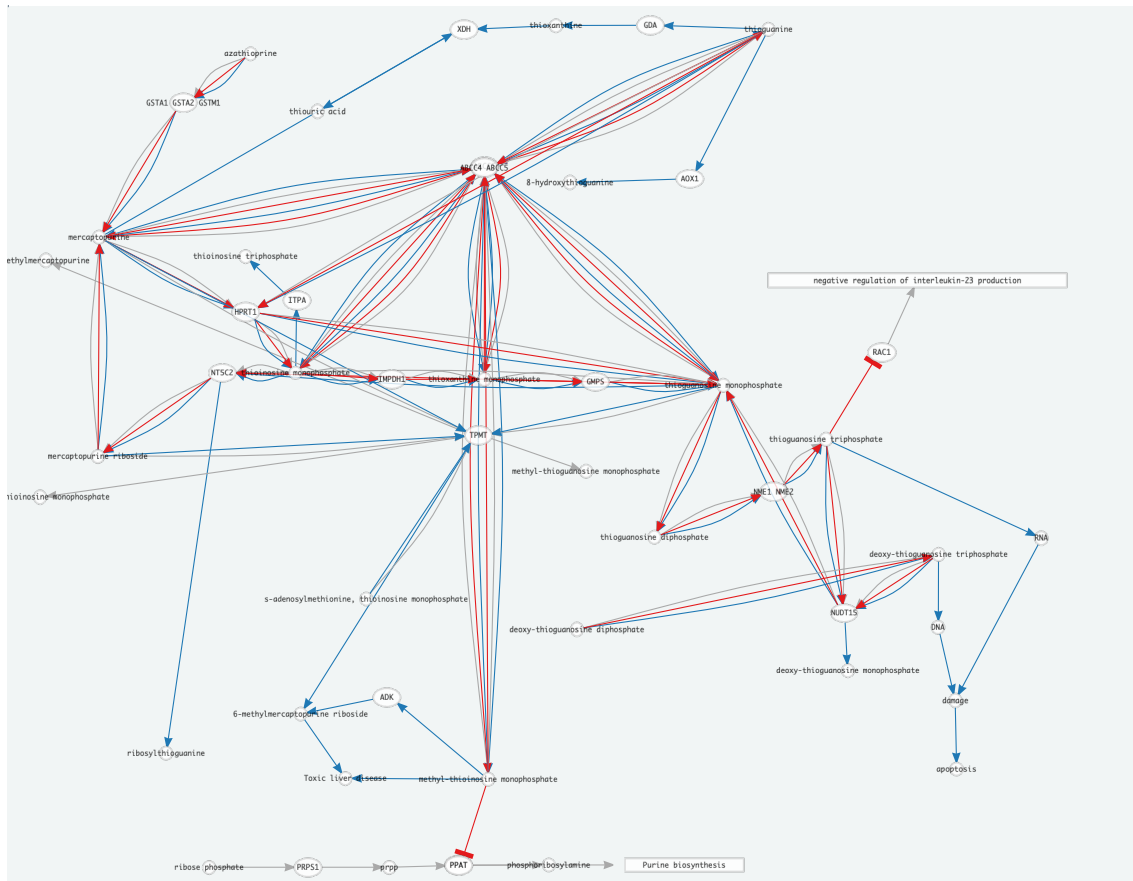 XDH
thioxanthine
GDA
thioguanine
azathioprine
GSTA1 GSTA2 GSTM1
thiouric acid
ABCC4 ABCC5
8-hydroxythioguanine
AOX1
mercaptopurine
ethylmercaptopurine
thioinosine triphosphate
negative regulation of interleukin-23 production
ITPA
HPRT1
RAC1
NT5C2
thioinosine monophosphate
IMPDH1
thioxanthine monophosphate
GMPS
thioguanosine monophosphate
TPMT
thioguanosine triphosphate
mercaptopurine riboside
methyl-thioguanosine monophosphate
hioinosine monophosphate
NME1 NME2
thioguanosine diphosphate
RNA
deoxy-thioguanosine triphosphate
s-adenosylmethionine, thioinosine monophosphate
NUDT15
deoxy-thioguanosine diphosphate
DNA
deoxy-thioguanosine monophosphate
ADK
damage
6-methylmercaptopurine riboside
ribosylthioguanine
apoptosis
Toxic liver disease
methyl-thioinosine monophosphate
ribose phosphate
PRPS1
prpp
PPAT
phosphoribosylamine
Purine biosynthesis